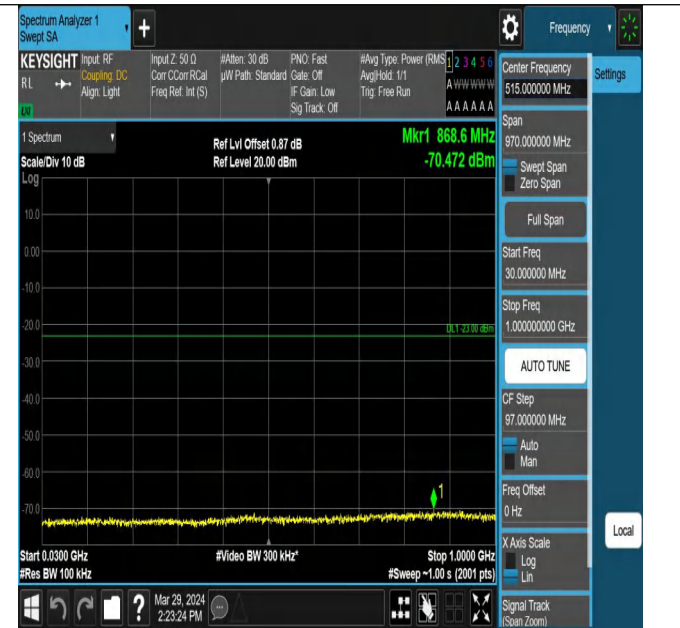 Spectrum Analyzer 1
Swept SA
+
Frequency
KEYSIGHT
RL
LXI
Input: RF
Coupling: DC
Align: Light
Input Z: 50 Ω
Corr CCorr RCal
Freq Ref: Int (S)
#Atten: 30 dB
µW Path: Standard
PNO: Fast
Gate: Off
IF Gain: Low
Sig Track: Off
#Avg Type: Power (RMS
Avg|Hold: 1/1
Trig: Free Run
1 2 3 4 5 6
A W W W W W
A A A A A A
1 Spectrum
Scale/Div 10 dB
Log
Ref Lvl Offset 0.87 dB
Ref Level 20.00 dBm
Mkr1 868.6 MHz
-70.472 dBm
10.0
0.00
-10.0
-20.0
-30.0
-40.0
-50.0
-60.0
-70.0
DL1 -23.00 dBm
1
Start 0.0300 GHz
#Res BW 100 kHz
#Video BW 300 kHz*
Stop 1.0000 GHz
#Sweep ~1.00 s (2001 pts)
Center Frequency
515.000000 MHz
Span
970.000000 MHz
Swept Span
Zero Span
Full Span
Start Freq
30.000000 MHz
Stop Freq
1.000000000 GHz
AUTO TUNE
CF Step
97.000000 MHz
Auto
Man
Freq Offset
0 Hz
X Axis Scale
Log
Lin
Signal Track
(Span Zoom)
Settings
Local
?
Mar 29, 2024
2:23:24 PM